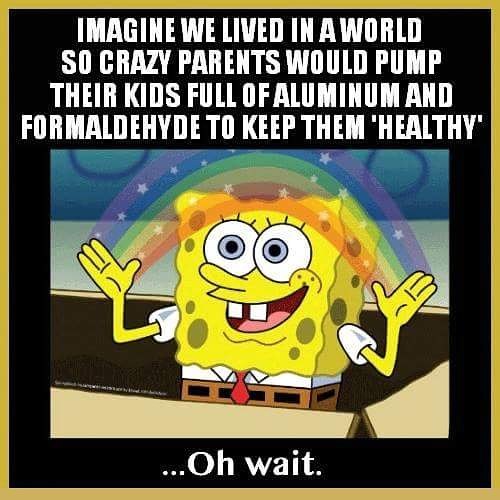 IMAGINE WE LIVED IN A WORLD
SO CRAZY PARENTS WOULD PUMP
THEIR KIDS FULL OF ALUMINUM AND
FORMALDEHYDE TO KEEP THEM 'HEALTHY'
...Oh wait.